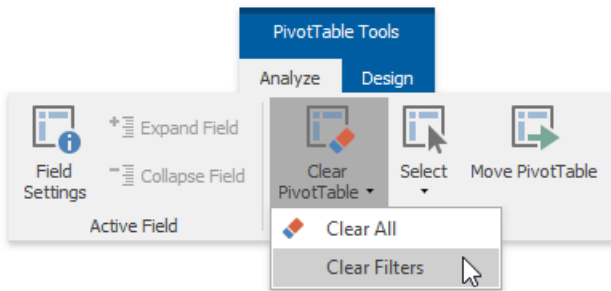 PivotTable Tools
Analyze
Design
Expand Field
Collapse Field
Field
Settings
Clear
PivotTable
Select
Move PivotTable
Active Field
Clear All
Clear Filters